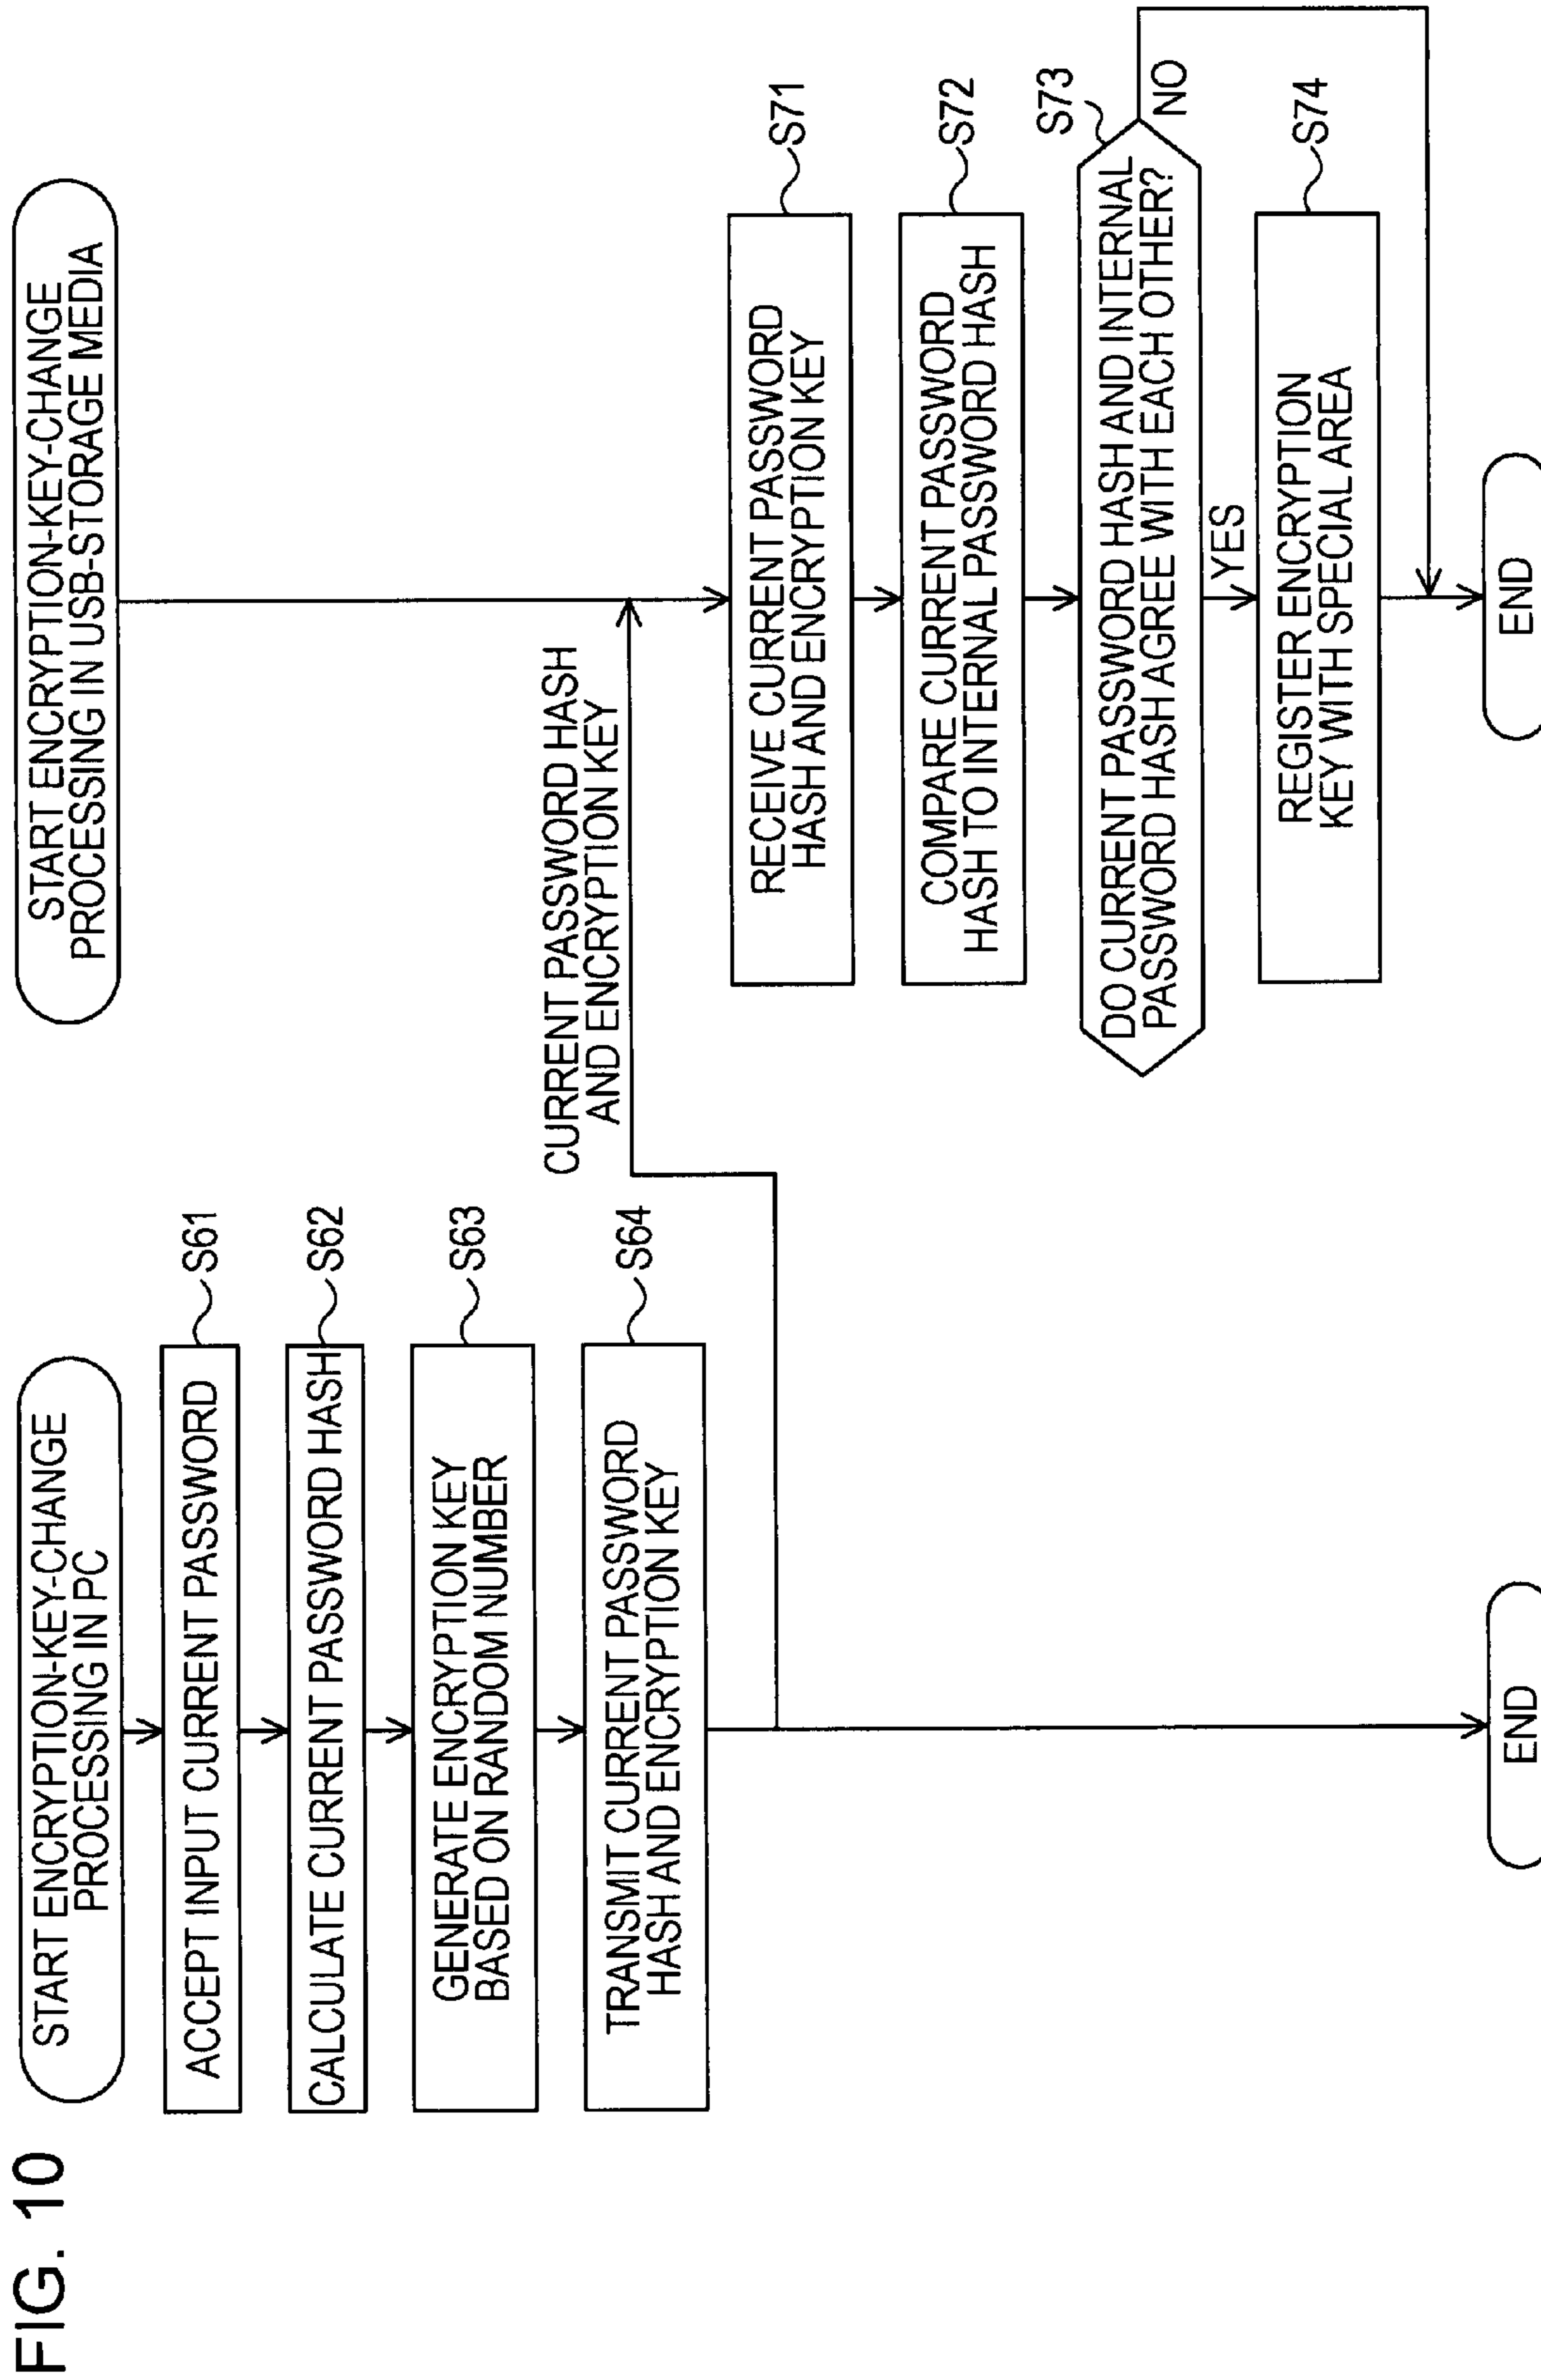 FIG. 10
START ENCRYPTION-KEY-CHANGE
PROCESSING IN PC
ACCEPT INPUT CURRENT PASSWORD
S61
CALCULATE CURRENT PASSWORD HASH
S62
GENERATE ENCRYPTION KEY
BASED ON RANDOM NUMBER
S63
TRANSMIT CURRENT PASSWORD
HASH AND ENCRYPTION KEY
S64
END
CURRENT PASSWORD HASH
AND ENCRYPTION KEY
START ENCRYPTION-KEY-CHANGE
PROCESSING IN USB-STORAGE MEDIA
RECEIVE CURRENT PASSWORD
HASH AND ENCRYPTION KEY
S71
COMPARE CURRENT PASSWORD
HASH TO INTERNAL PASSWORD HASH
S72
DO CURRENT PASSWORD HASH AND INTERNAL
PASSWORD HASH AGREE WITH EACH OTHER?
S73
NO
YES
REGISTER ENCRYPTION
KEY WITH SPECIAL AREA
S74
END